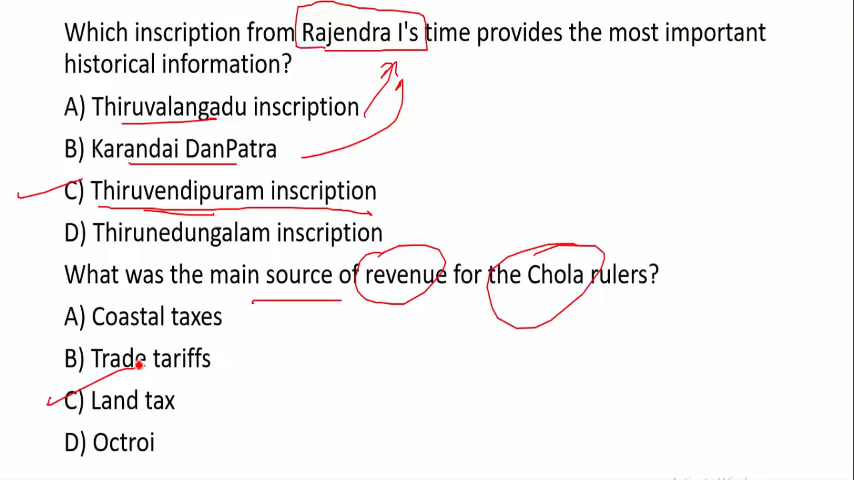 Which inscription from Rajendra I's time provides the most important
historical information?
A) Thiruvalangadu inscription
B) Karandai DanPatra
C) Thiruvendipuram inscription
D) Thirunedungalam inscription
What was the main source of revenue for the Chola rulers?
A) Coastal taxes
B) Trade tariffs
C) Land tax
D) Octroi